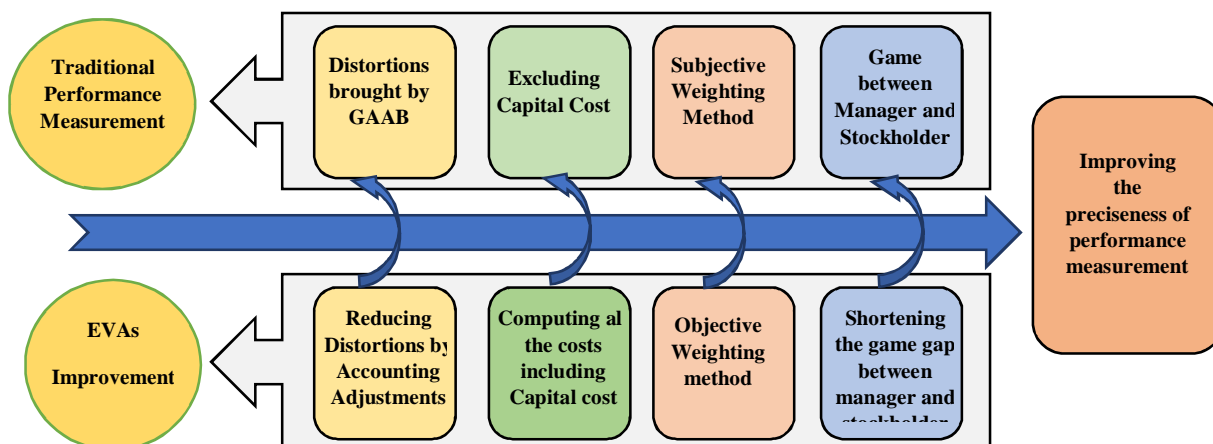 Traditional
Performance
Measurement
Distortions
brought by
GAAB
Excluding
Capital Cost
Subjective
Weighting
Method
Game
between
Manager and
Stockholder
Improving
the
preciseness of
performance
measurement
EVAs
Improvement
Reducing
Distortions by
Accounting
Adjustments
Computing al
the costs
including
Capital cost
Objective
Weighting
method
Shortening
the game gap
between
manager and
stockholder